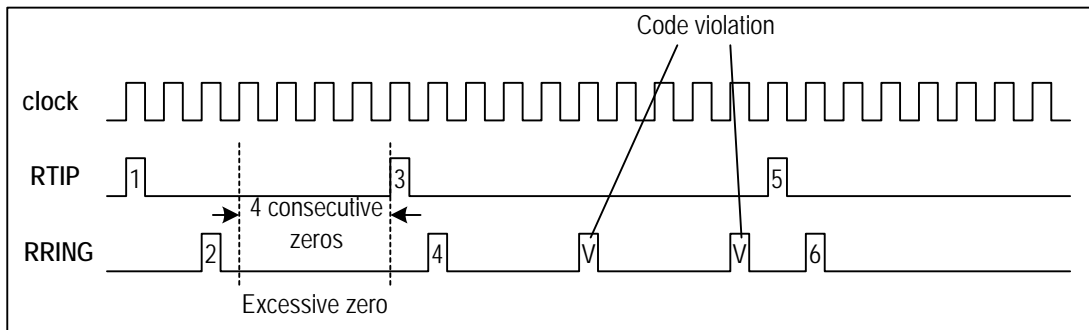 Code violation
clock
RTIP
1
3
5
4 consecutive
zeros
RRING
2
4
V
V
6
Excessive zero